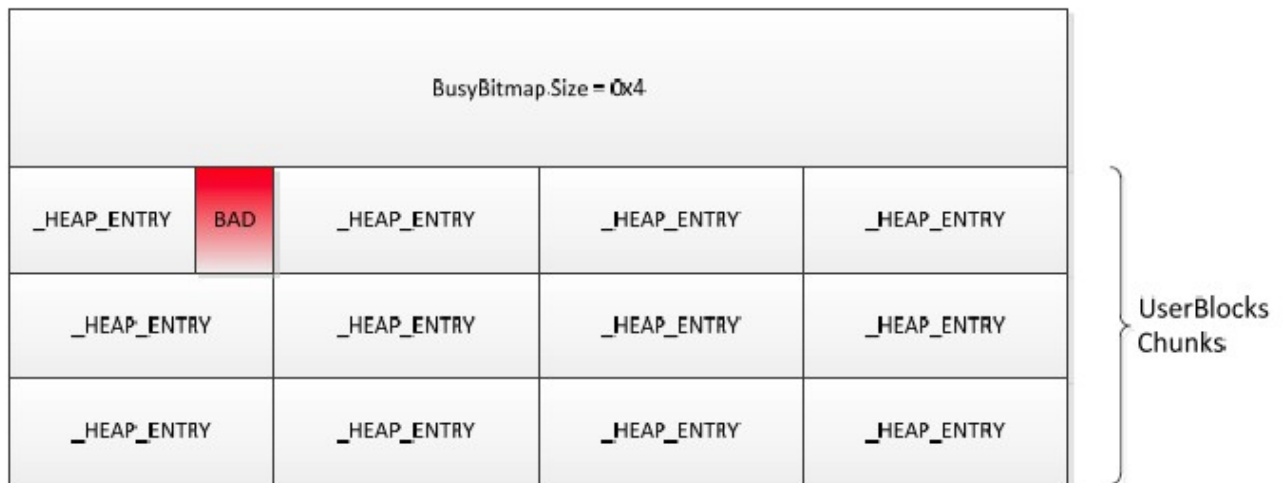 BusyBitmap.Size = 0x4
_HEAP_ENTRY BAD _HEAP_ENTRY _HEAP_ENTRY _HEAP_ENTRY
_HEAP_ENTRY _HEAP_ENTRY _HEAP_ENTRY _HEAP_ENTRY
UserBlocks
Chunks
_HEAP_ENTRY _HEAP_ENTRY _HEAP_ENTRY _HEAP_ENTRY